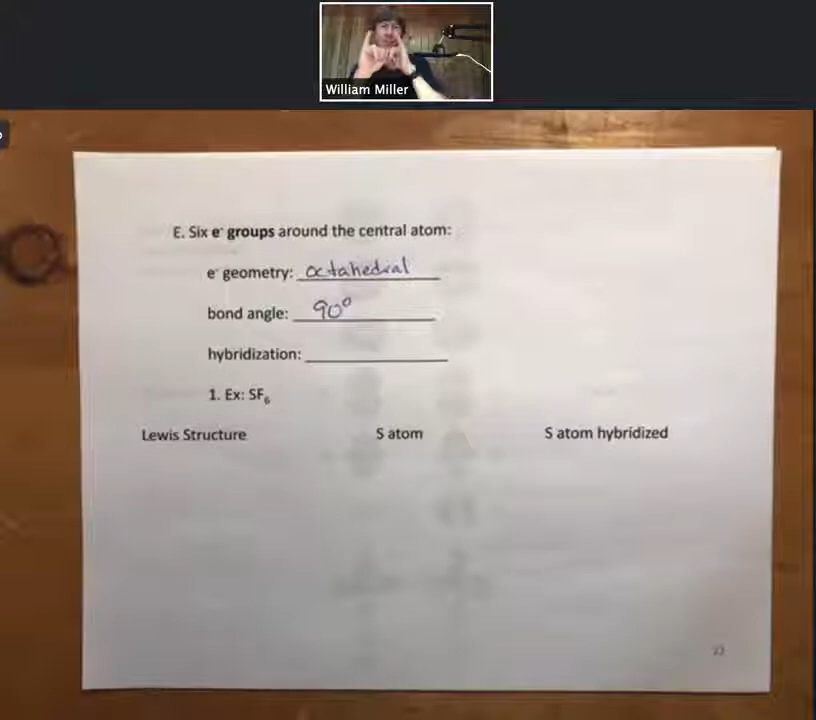 William Miller
E. Six e⁻ groups around the central atom:
e⁻ geometry: octahedral
bond angle: 90°
hybridization:
1. Ex: SF₆
Lewis Structure S atom S atom hybridized